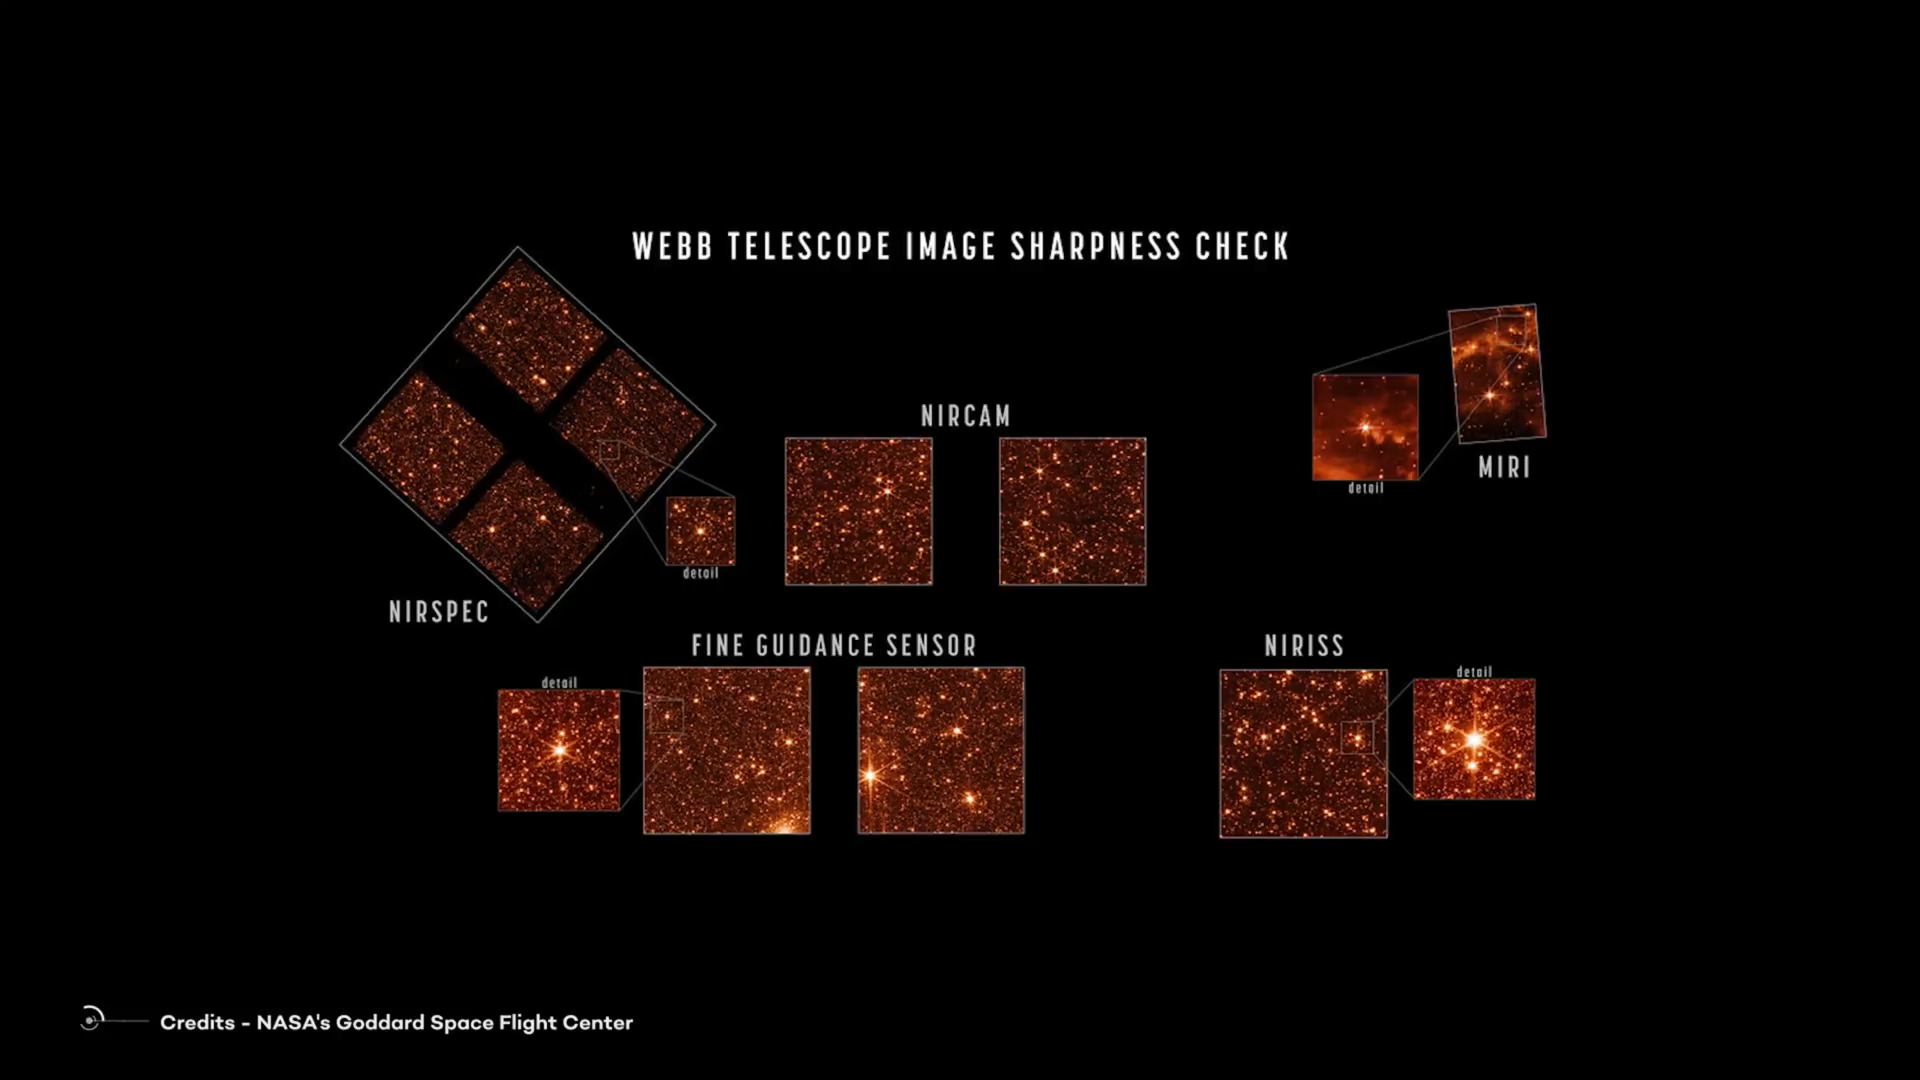 WEBB TELESCOPE IMAGE SHARPNESS CHECK
NIRCAM
MIRI
detail
detail
NIRSPEC
FINE GUIDANCE SENSOR
NIRISS
detail
detail
Credits - NASA's Goddard Space Flight Center